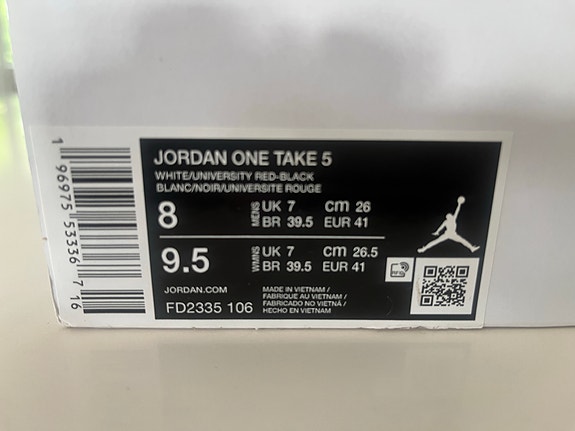 JORDAN ONE TAKE 5
WHITE/UNIVERSITY RED-BLACK
BLANC/NOIR/UNIVERSITE ROUGE
8 MENS UK 7 cm 26
BR 39.5 EUR 41
9.5 WMNS UK 7 cm 26.5
BR 39.5 EUR 41
JORDAN.COM
FD2335 106
MADE IN VIETNAM /
FABRIQUE AU VIETNAM /
FABRICADO NO VIETNÃ /
HECHO EN VIETNAM
RFID
1 96975 53336 7 16